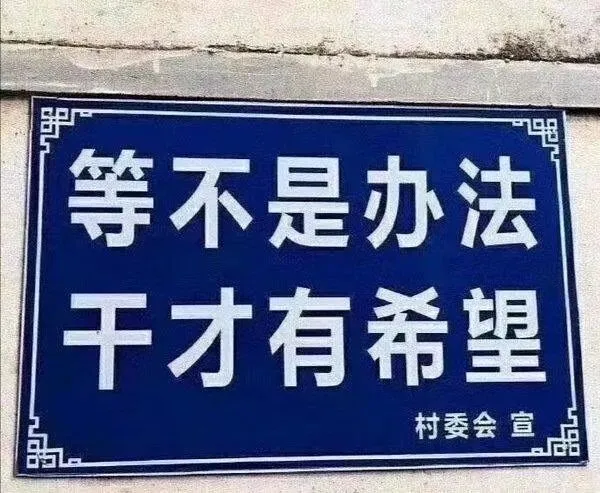 等不是办法
干才有希望
村委会 宣